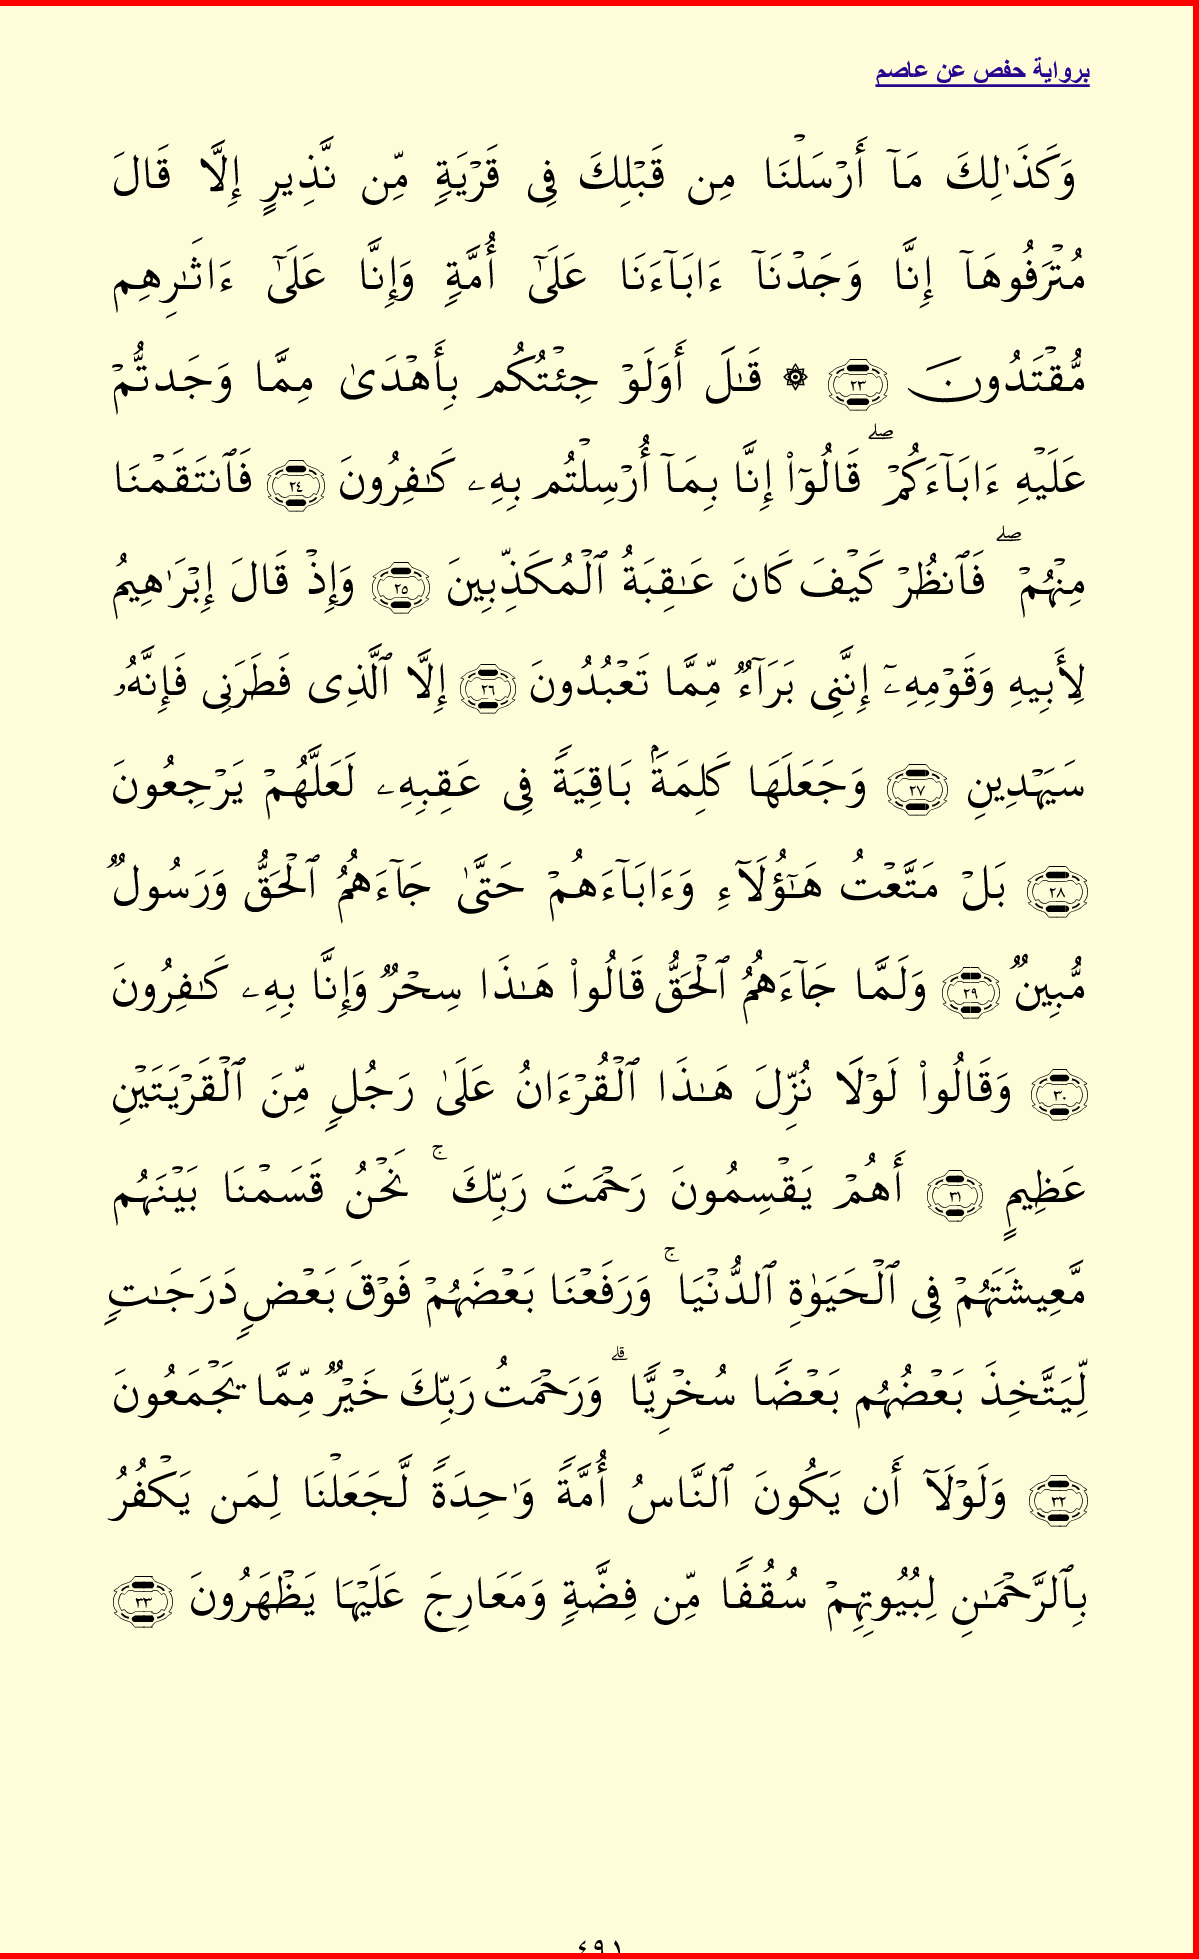 برواية حفص عن عاصم
وَكَذَٰلِكَ مَآ أَرۡسَلۡنَا مِن قَبۡلِكَ فِي قَرۡيَةٖ مِّن نَّذِيرٍ إِلَّا قَالَ
مُتۡرَفُوهَآ إِنَّا وَجَدۡنَآ ءَابَآءَنَا عَلَىٰٓ أُمَّةٖ وَإِنَّا عَلَىٰٓ ءَاثَٰرِهِم
مُّقۡتَدُونَ ٢٣ ۞ قَٰلَ أَوَلَوۡ جِئۡتُكُم بِأَهۡدَىٰ مِمَّا وَجَدتُّمۡ
عَلَيۡهِ ءَابَآءَكُمۡۖ قَالُوٓاْ إِنَّا بِمَآ أُرۡسِلۡتُم بِهِۦ كَٰفِرُونَ ٢٤ فَٱنتَقَمۡنَا
مِنۡهُمۡۖ فَٱنظُرۡ كَيۡفَ كَانَ عَٰقِبَةُ ٱلۡمُكَذِّبِينَ ٢٥ وَإِذۡ قَالَ إِبۡرَٰهِيمُ
لِأَبِيهِ وَقَوۡمِهِۦٓ إِنَّنِي بَرَآءٞ مِّمَّا تَعۡبُدُونَ ٢٦ إِلَّا ٱلَّذِي فَطَرَنِي فَإِنَّهُۥ
سَيَهۡدِينِ ٢٧ وَجَعَلَهَا كَلِمَةَۢ بَاقِيَةٗ فِي عَقِبِهِۦ لَعَلَّهُمۡ يَرۡجِعُونَ
٢٨ بَلۡ مَتَّعۡتُ هَٰٓؤُلَآءِ وَءَابَآءَهُمۡ حَتَّىٰ جَآءَهُمُ ٱلۡحَقُّ وَرَسُولٞ
مُّبِينٞ ٢٩ وَلَمَّا جَآءَهُمُ ٱلۡحَقُّ قَالُواْ هَٰذَا سِحۡرٞ وَإِنَّا بِهِۦ كَٰفِرُونَ
٣٠ وَقَالُواْ لَوۡلَا نُزِّلَ هَٰذَا ٱلۡقُرۡءَانُ عَلَىٰ رَجُلٖ مِّنَ ٱلۡقَرۡيَتَيۡنِ
عَظِيمٍ ٣١ أَهُمۡ يَقۡسِمُونَ رَحۡمَتَ رَبِّكَۚ نَحۡنُ قَسَمۡنَا بَيۡنَهُم
مَّعِيشَتَهُمۡ فِي ٱلۡحَيَوٰةِ ٱلدُّنۡيَاۚ وَرَفَعۡنَا بَعۡضَهُمۡ فَوۡقَ بَعۡضٖ دَرَجَٰتٖ
لِّيَتَّخِذَ بَعۡضُهُم بَعۡضٗا سُخۡرِيّٗاۗ وَرَحۡمَتُ رَبِّكَ خَيۡرٞ مِّمَّا يَجۡمَعُونَ
٣٢ وَلَوۡلَآ أَن يَكُونَ ٱلنَّاسُ أُمَّةٗ وَٰحِدَةٗ لَّجَعَلۡنَا لِمَن يَكۡفُرُ
بِٱلرَّحۡمَٰنِ لِبُيُوتِهِمۡ سُقُفٗا مِّن فِضَّةٖ وَمَعَارِجَ عَلَيۡهَا يَظۡهَرُونَ ٣٣
٤٩١